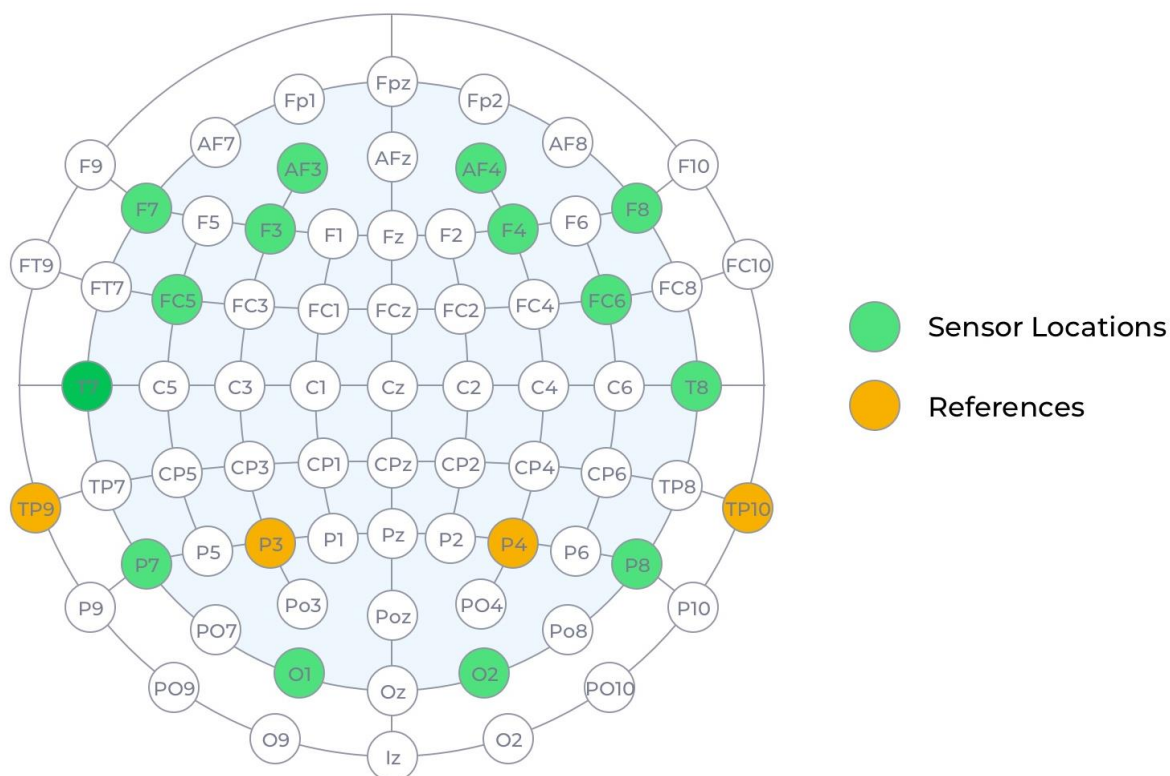 Fpz
Fp1
Fp2
AF7
AF8
AFz
F9
AF3
AF4
F10
F7
F5
F3
F1
Fz
F2
F4
F6
F8
FT9
FC10
FT7
FC5
FC3
FC1
FCz
FC2
FC4
FC6
FC8
Sensor Locations
T7
C5
C3
C1
Cz
C2
C4
C6
T8
References
TP9
TP7
CP5
CP3
CP1
CPz
CP2
CP4
CP6
TP8
TP10
P7
P5
P3
P1
Pz
P2
P4
P6
P8
P9
Po3
Poz
PO4
P10
PO7
Po8
O1
O2
PO9
Oz
PO10
O9
O2
Iz